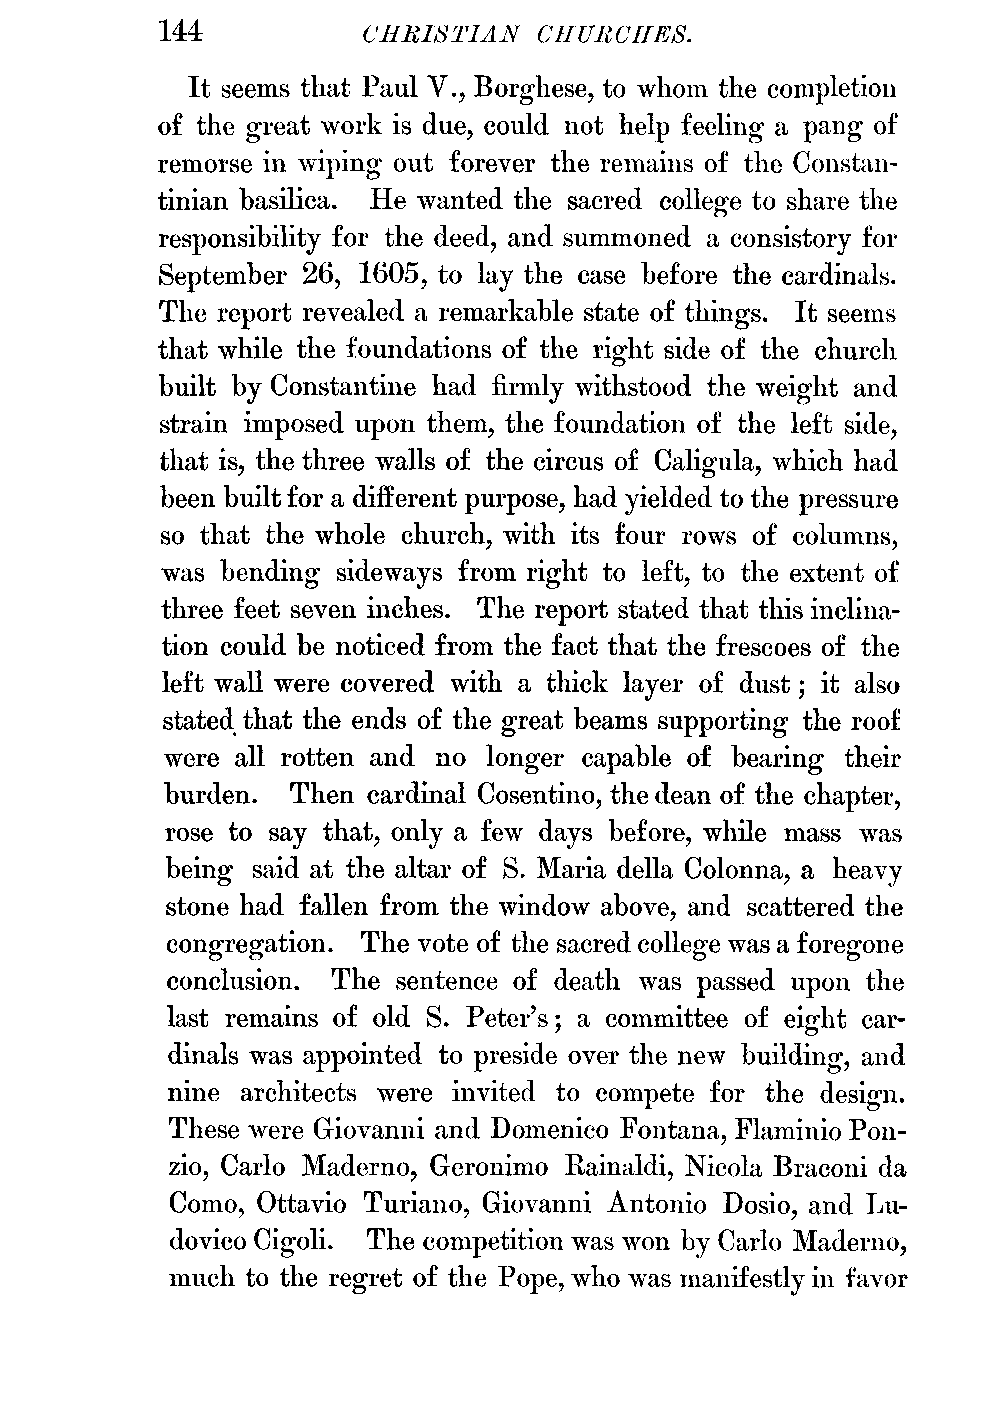 144 CHRISTIAN CHURCHES.
It seems that Paul V., Borghese, to whom the completion
of the great work is due, could not help feeling a pang of
remorse in wiping out forever the remains of the Constan-
tinian basilica. He wanted the sacred college to share the
responsibility for the deed, and summoned a consistory for
September 26, 1605, to lay the case before the cardinals.
The report revealed a remarkable state of things. It seems
that while the foundations of the right side of the church
built by Constantine had firmly withstood the weight and
strain imposed upon them, the foundation of the left side,
that is, the three walls of the circus of Caligula, which had
been built for a different purpose, had yielded to the pressure
so that the whole church, with its four rows of columns,
was bending sideways from right to left, to the extent of
three feet seven inches. The report stated that this inclina-
tion could be noticed from the fact that the frescoes of the
left wall were covered with a thick layer of dust; it also
stated that the ends of the great beams supporting the roof
were all rotten and no longer capable of bearing their
burden. Then cardinal Cosentino, the dean of the chapter,
rose to say that, only a few days before, while mass was
being said at the altar of S. Maria della Colonna, a heavy
stone had fallen from the window above, and scattered the
congregation. The vote of the sacred college was a foregone
conclusion. The sentence of death was passed upon the
last remains of old S. Peter's; a committee of eight car-
dinals was appointed to preside over the new building, and
nine architects were invited to compete for the design.
These were Giovanni and Domenico Fontana, Flaminio Pon-
zio, Carlo Maderno, Geronimo Rainaldi, Nicola Braconi da
Como, Ottavio Turiano, Giovanni Antonio Dosio, and Lu-
dovico Cigoli. The competition was won by Carlo Maderno,
much to the regret of the Pope, who was manifestly in favor